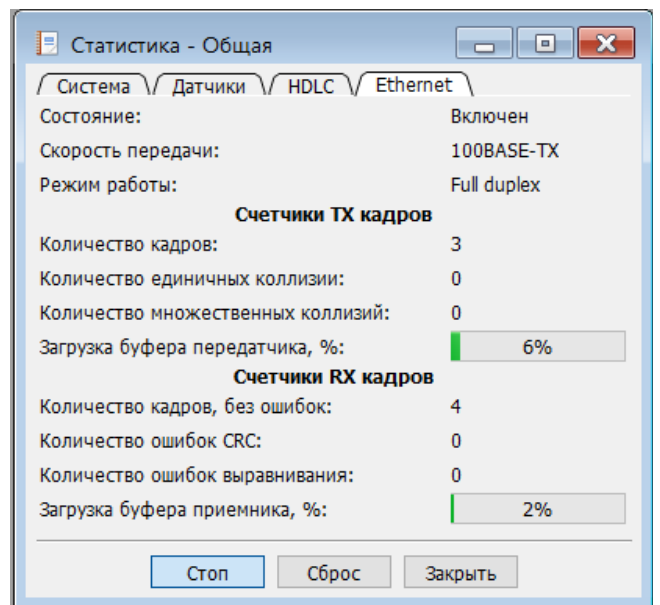 Статистика - Общая
Система Датчики HDLC Ethernet
Состояние: Включен
Скорость передачи: 100BASE-TX
Режим работы: Full duplex
Счетчики TX кадров
Количество кадров: 3
Количество единичных коллизии: 0
Количество множественных коллизий: 0
Загрузка буфера передатчика, %: 6%
Счетчики RX кадров
Количество кадров, без ошибок: 4
Количество ошибок CRC: 0
Количество ошибок выравнивания: 0
Загрузка буфера приемника, %: 2%
Стоп Сброс Закрыть